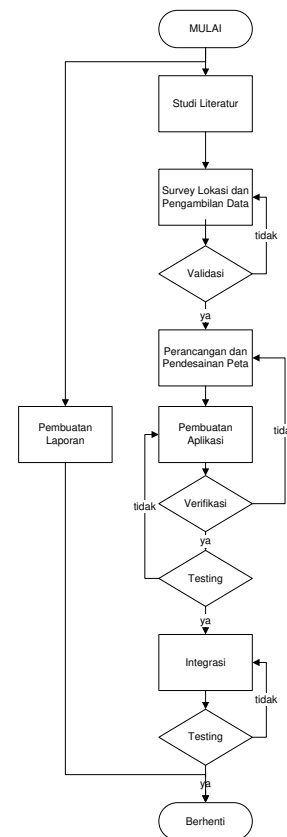 MULAI
Studi Literatur
Survey Lokasi dan
Pengambilan Data
tidak
Validasi
ya
Perancangan dan
Pendesainan Peta
tida
Pembuatan
Laporan
Pembuatan
Aplikasi
tidak
Verifikasi
ya
Testing
ya
Integrasi
tidak
Testing
ya
Berhenti